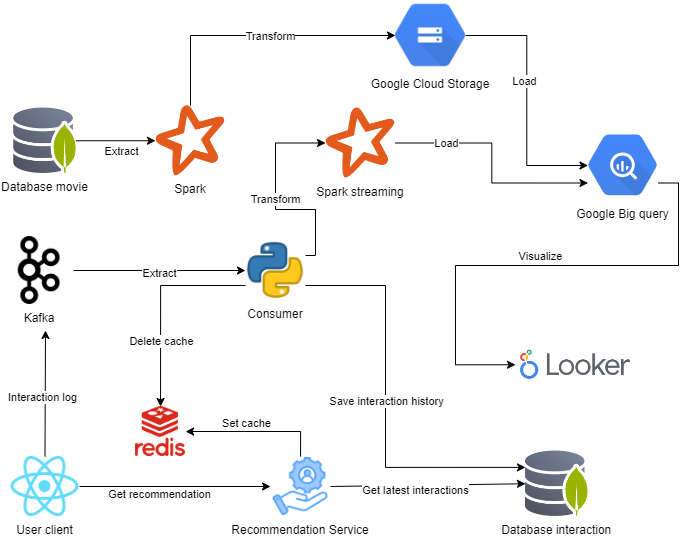 Transform
Google Cloud Storage
Load
Database movie
Extract
Spark
Spark streaming
Load
Google Big query
Transform
Visualize
Kafka
Extract
Consumer
Delete cache
Looker
Interaction log
Save interaction history
redis
Set cache
User client
Get recommendation
Recommendation Service
Get latest interactions
Database interaction